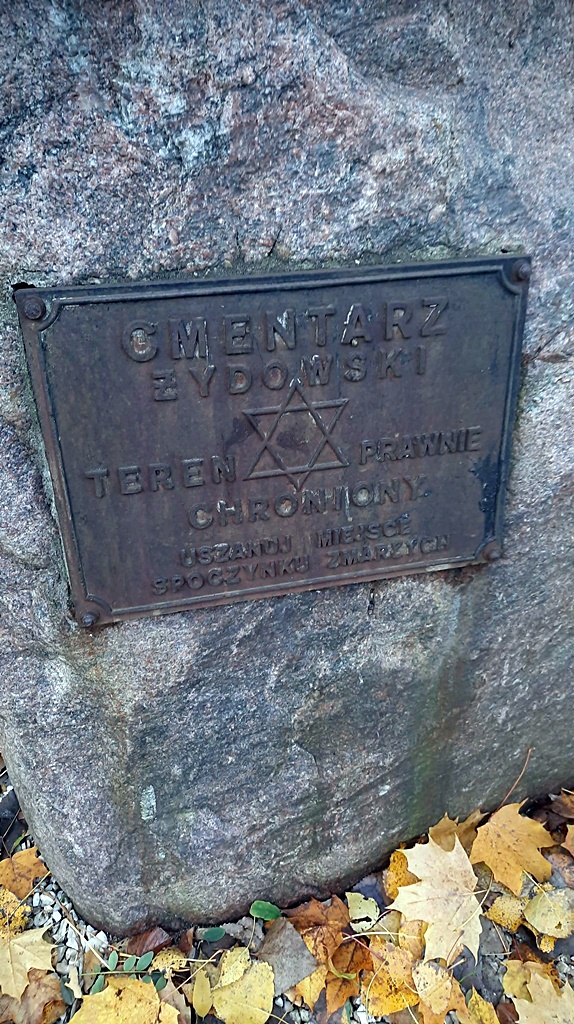 CMENTARZ
ŻYDOWSKI
TEREN PRAWNIE
CHRONIONY.
USZANUJ MIEJSCE
SPOCZYNKU ZMARŁYCH